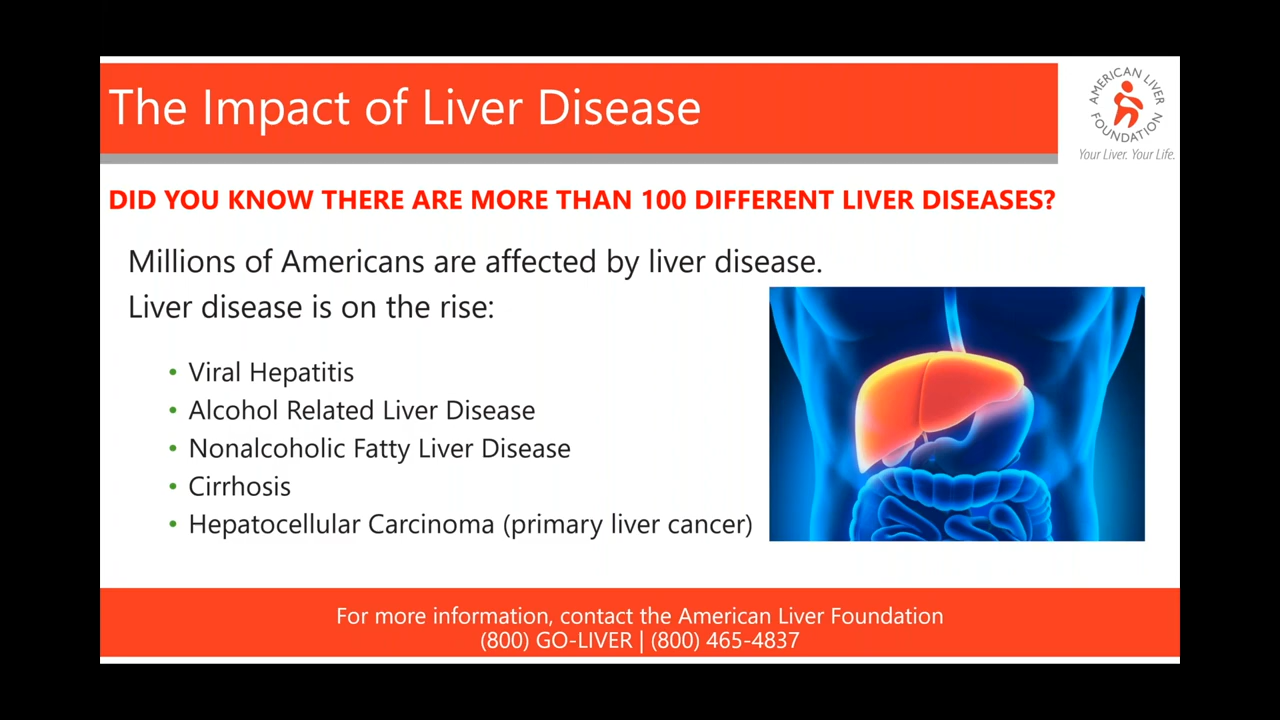 The Impact of Liver Disease
AMERICAN LIVER FOUNDATION
Your Liver. Your Life.
DID YOU KNOW THERE ARE MORE THAN 100 DIFFERENT LIVER DISEASES?
Millions of Americans are affected by liver disease.
Liver disease is on the rise:
• Viral Hepatitis
• Alcohol Related Liver Disease
• Nonalcoholic Fatty Liver Disease
• Cirrhosis
• Hepatocellular Carcinoma (primary liver cancer)
For more information, contact the American Liver Foundation
(800) GO-LIVER | (800) 465-4837